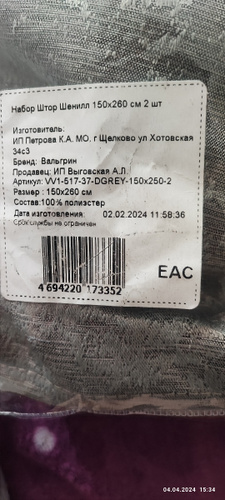 Набор Штор Шенилл 150х260 см 2 шт
Изготовитель:
ИП Петрова К.А. МО. г Щелково ул Хотовская
34с3
Бренд: Вальгрин
Продавец: ИП Выговская А.Л.
Артикул: VV1-517-37-DGREY-150x250-2
Размер : 150х260 см
Состав:100% полиэстер
Дата изготовления: 02.02.2024 11:58:36
Срок службы не ограничен
EAC
4 694220 173352
04.04.2024 15:34